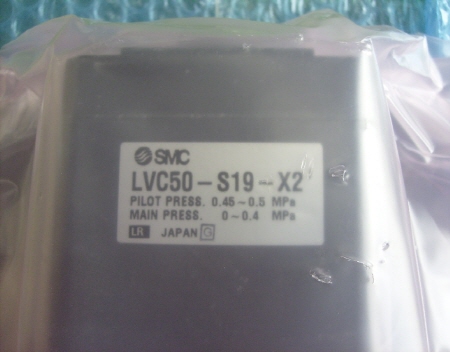 SMC
LVC50-S19-X2
PILOT PRESS. 0.45~0.5 MPa
MAIN PRESS. 0~0.4 MPa
LR JAPAN G